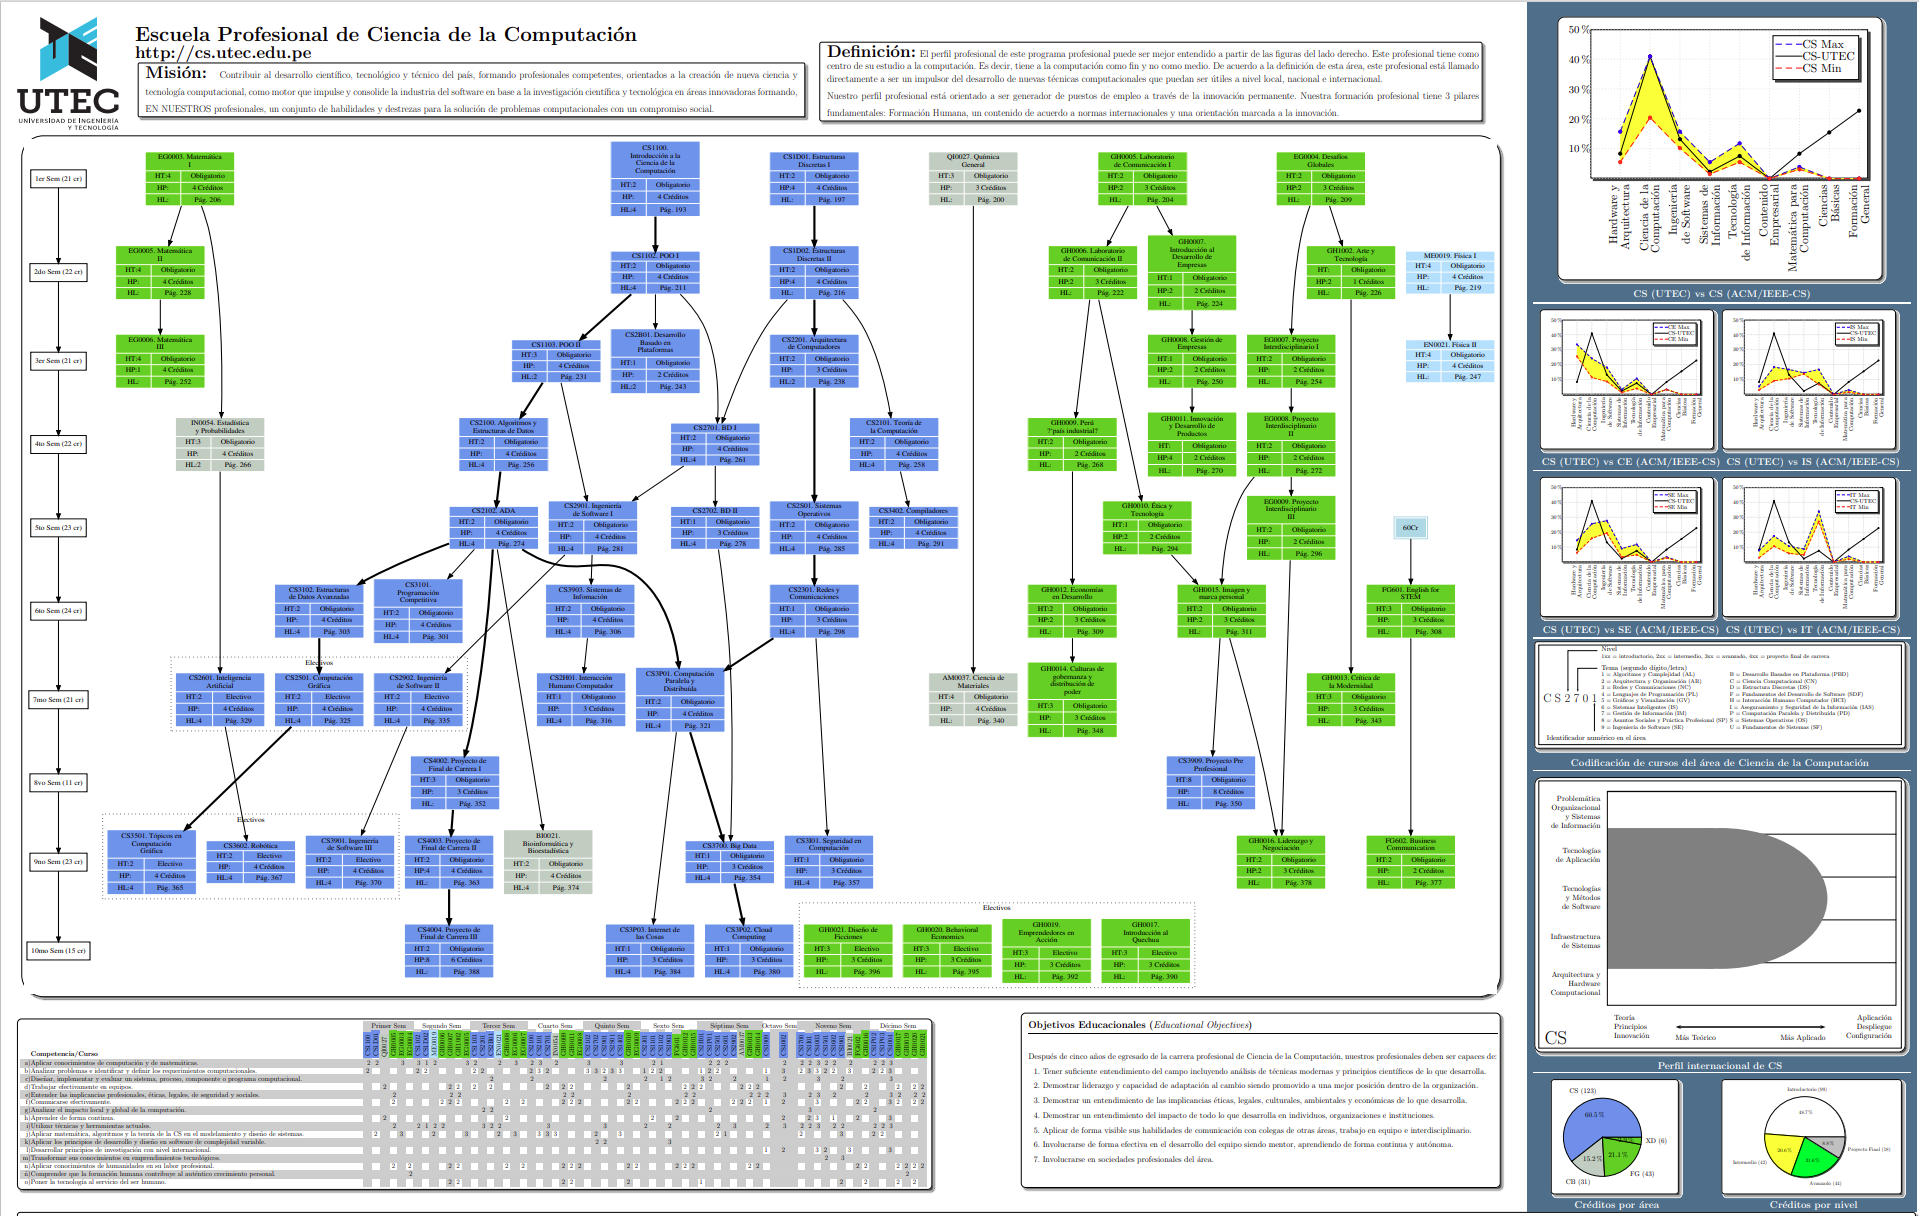 UTEC
UNIVERSIDAD DE INGENIERÍA
Y TECNOLOGÍA
Escuela Profesional de Ciencia de la Computación
http://cs.utec.edu.pe
Misión: Contribuir al desarrollo científico, tecnológico y técnico del país, formando profesionales competentes, orientados a la creación de nueva ciencia y
tecnología computacional, como motor que impulse y consolide la industria del software en base a la investigación científica y tecnológica en áreas innovadoras formando,
EN NUESTROS profesionales, un conjunto de habilidades y destrezas para la solución de problemas computacionales con un compromiso social.
Definición: El perfil profesional de este programa profesional puede ser mejor entendido a partir de las figuras del lado derecho. Este profesional tiene como
centro de su estudio a la computación. Es decir, tiene a la computación como fin y no como medio. De acuerdo a la definición de esta área, este profesional está llamado
directamente a ser un impulsor del desarrollo de nuevas técnicas computacionales que puedan ser útiles a nivel local, nacional e internacional.
Nuestro perfil profesional está orientado a ser generador de puestos de empleo a través de la innovación permanente. Nuestra formación profesional tiene 3 pilares
fundamentales: Formación Humana, un contenido de acuerdo a normas internacionales y una orientación marcada a la innovación.
1er Sem (21 cr)
EG0003. Matemática
I
HT:4 Obligatorio
HP: 4 Créditos
HL: Pág. 206
CS1100.
Introducción a la
Ciencia de la
Computación
HT:2 Obligatorio
HP: 4 Créditos
HL:4 Pág. 193
CS1D01. Estructuras
Discretas I
HT:2 Obligatorio
HP:4 4 Créditos
HL: Pág. 197
QI0027. Química
General
HT:3 Obligatorio
HP: 3 Créditos
HL: Pág. 200
GH0005. Laboratorio
de Comunicación I
HT:2 Obligatorio
HP:2 3 Créditos
HL: Pág. 204
EG0004. Desafíos
Globales
HT:2 Obligatorio
HP:2 3 Créditos
HL: Pág. 209
2do Sem (22 cr)
EG0005. Matemática
II
HT:4 Obligatorio
HP: 4 Créditos
HL: Pág. 228
CS1102. POO I
HT:2 Obligatorio
HP: 4 Créditos
HL:4 Pág. 211
CS1D02. Estructuras
Discretas II
HT:2 Obligatorio
HP:4 4 Créditos
HL: Pág. 216
GH0006. Laboratorio
de Comunicación II
HT:2 Obligatorio
HP:2 3 Créditos
HL: Pág. 222
GH0007.
Introducción al
Desarrollo de
Empresas
HT:1 Obligatorio
HP:2 2 Créditos
HL: Pág. 224
GH1002. Arte y
Tecnología
HT: Obligatorio
HP:2 1 Créditos
HL: Pág. 226
ME0019. Física I
HT:4 Obligatorio
HP: 4 Créditos
HL: Pág. 219
3er Sem (21 cr)
EG0006. Matemática
III
HT:4 Obligatorio
HP:1 4 Créditos
HL: Pág. 252
CS1103. POO II
HT:3 Obligatorio
HP: 4 Créditos
HL:2 Pág. 231
CS2B01. Desarrollo
Basado en
Plataformas
HT:1 Obligatorio
HP: 2 Créditos
HL:2 Pág. 243
CS2201. Arquitectura
de Computadores
HT:2 Obligatorio
HP: 3 Créditos
HL:2 Pág. 238
GH0008. Gestión de
Empresas
HT:1 Obligatorio
HP:2 2 Créditos
HL: Pág. 250
EG0007. Proyecto
Interdisciplinario I
HT:2 Obligatorio
HP: 2 Créditos
HL: Pág. 254
EN0021. Física II
HT:4 Obligatorio
HP: 4 Créditos
HL: Pág. 247
4to Sem (22 cr)
IN0054. Estadística
y Probabilidades
HT:3 Obligatorio
HP: 4 Créditos
HL:2 Pág. 266
CS2100. Algoritmos y
Estructuras de Datos
HT:2 Obligatorio
HP: 4 Créditos
HL:4 Pág. 256
CS2701. BD I
HT:2 Obligatorio
HP: 4 Créditos
HL:4 Pág. 261
CS2101. Teoría de
la Computación
HT:2 Obligatorio
HP: 4 Créditos
HL:4 Pág. 258
GH0009. Perú
?'país industrial?
HT:2 Obligatorio
HP: 2 Créditos
HL: Pág. 268
GH0011. Innovación
y Desarrollo de
Productos
HT:1 Obligatorio
HP:4 2 Créditos
HL: Pág. 270
EG0008. Proyecto
Interdisciplinario
II
HT:2 Obligatorio
HP: 2 Créditos
HL: Pág. 272
5to Sem (23 cr)
CS2102. ADA
HT:2 Obligatorio
HP: 4 Créditos
HL:4 Pág. 274
CS2901. Ingeniería
de Software I
HT:2 Obligatorio
HP: 4 Créditos
HL:4 Pág. 281
CS2702. BD II
HT:1 Obligatorio
HP: 3 Créditos
HL:4 Pág. 278
CS2S01. Sistemas
Operativos
HT:2 Obligatorio
HP: 4 Créditos
HL:4 Pág. 285
CS3402. Compiladores
HT:2 Obligatorio
HP: 4 Créditos
HL:4 Pág. 291
GH0010. Ética y
Tecnología
HT:1 Obligatorio
HP:2 2 Créditos
HL: Pág. 294
EG0009. Proyecto
Interdisciplinario
III
HT:2 Obligatorio
HP: 2 Créditos
HL: Pág. 296
60Cr
6to Sem (24 cr)
CS3102. Estructuras
de Datos Avanzadas
HT:2 Obligatorio
HP: 4 Créditos
HL:4 Pág. 303
CS3101.
Programación
Competitiva
HT:2 Obligatorio
HP: 4 Créditos
HL:4 Pág. 301
CS3903. Sistemas de
Infomación
HT:2 Obligatorio
HP: 4 Créditos
HL:4 Pág. 306
CS2301. Redes y
Comunicaciones
HT:1 Obligatorio
HP: 3 Créditos
HL:4 Pág. 298
GH0012. Economías
en Desarrollo
HT:2 Obligatorio
HP:2 3 Créditos
HL: Pág. 309
GH0015. Imagen y
marca personal
HT:2 Obligatorio
HP:2 3 Créditos
HL: Pág. 311
FG601. English for
STEM
HT:3 Obligatorio
HP: 3 Créditos
HL: Pág. 308
7mo Sem (21 cr)
Electivos
CS2601. Inteligencia
Artificial
HT:2 Electivo
HP: 4 Créditos
HL:4 Pág. 329
CS2501. Computación
Gráfica
HT:2 Electivo
HP: 4 Créditos
HL:4 Pág. 325
CS2902. Ingeniería
de Software II
HT:2 Electivo
HP: 4 Créditos
HL:4 Pág. 335
CS2H01. Interacción
Humano Computador
HT:1 Obligatorio
HP: 3 Créditos
HL:4 Pág. 316
CS3P01. Computación
Paralela y
Distribuída
HT:2 Obligatorio
HP: 4 Créditos
HL:4 Pág. 321
AM0037. Ciencia de
Materiales
HT:2 Obligatorio
HP: 4 Créditos
HL: Pág. 340
GH0014. Culturas de
gobernanza y
distribución de
poder
HT:3 Obligatorio
HP: 3 Créditos
HL: Pág. 348
GH0013. Crítica de
la Modernidad
HT:3 Obligatorio
HP: 3 Créditos
HL: Pág. 343
8vo Sem (11 cr)
CS4002. Proyecto de
Final de Carrera I
HT:3 Obligatorio
HP: 3 Créditos
HL: Pág. 352
CS3909. Proyecto Pre
Profesional
HT:8 Obligatorio
HP: 8 Créditos
HL: Pág. 350
9no Sem (23 cr)
Electivos
CS3501. Tópicos en
Computación
Gráfica
HT:2 Electivo
HP: 4 Créditos
HL:4 Pág. 365
CS3602. Robótica
HT:2 Electivo
HP: 4 Créditos
HL:4 Pág. 367
CS3901. Ingeniería
de Software III
HT:2 Electivo
HP: 4 Créditos
HL:4 Pág. 370
CS4003. Proyecto de
Final de Carrera II
HT:2 Obligatorio
HP:4 4 Créditos
HL: Pág. 363
BI0021.
Bioinformática y
Bioestadística
HT:2 Obligatorio
HP: 4 Créditos
HL:4 Pág. 374
CS3700. Big Data
HT:1 Obligatorio
HP: 3 Créditos
HL:4 Pág. 354
CS3I01. Seguridad en
Computación
HT:1 Obligatorio
HP: 3 Créditos
HL:4 Pág. 357
GH0016. Liderazgo y
Negociación
HT:2 Obligatorio
HP:2 3 Créditos
HL: Pág. 378
FG602. Business
Communication
HT:2 Obligatorio
HP: 2 Créditos
HL: Pág. 377
10mo Sem (15 cr)
CS4004. Proyecto de
Final de Carrera III
HT:2 Obligatorio
HP:8 6 Créditos
HL: Pág. 388
CS3P03. Internet de
las Cosas
HT:1 Obligatorio
HP: 3 Créditos
HL:4 Pág. 384
CS3P02. Cloud
Computing
HT:1 Obligatorio
HP: 3 Créditos
HL:4 Pág. 380
Electivos
GH0021. Diseño de
Ficciones
HT:3 Electivo
HP: 3 Créditos
HL: Pág. 396
GH0020. Behavioral
Economics
HT:3 Electivo
HP: 3 Créditos
HL: Pág. 395
GH0019.
Emprendedores en
Acción
HT:3 Electivo
HP: 3 Créditos
HL: Pág. 392
GH0017.
Introducción al
Quechua
HT:3 Electivo
HP: 3 Créditos
HL: Pág. 390
Primer Sem Segundo Sem Tercer Sem Cuarto Sem Quinto Sem Sexto Sem Séptimo Sem Octavo Sem Noveno Sem Décimo Sem
Competencia/Curso
a)Aplicar conocimientos de computación y de matemáticas.
b)Analizar problemas e identificar y definir los requerimientos computacionales.
c)Diseñar, implementar y evaluar un sistema, proceso, componente o programa computacional.
d)Trabajar efectivamente en equipos.
e)Entender las implicancias profesionales, éticas, legales, de seguridad y sociales.
f)Comunicarse efectivamente.
g)Analizar el impacto local y global de la computación.
h)Aprender de forma continua.
i)Utilizar técnicas y herramientas actuales.
j)Aplicar matemática, algoritmos y la teoría de la CS en el modelamiento y diseño de sistemas.
k)Aplicar los principios de desarrollo y diseño en software de complejidad variable.
l)Desarrollar principios de investigación con nivel internacional.
m)Transformar sus conocimientos en emprendimientos tecnológicos.
n)Aplicar conocimientos de humanidades en su labor profesional.
ñ)Comprender que la formación humana contribuye al auténtico crecimiento personal.
o)Poner la tecnología al servicio del ser humano.
Objetivos Educacionales (Educational Objectives)
Después de cinco años de egresado de la carrera profesional de Ciencia de la Computación, nuestros profesionales deben ser capaces de:
1. Tener suficiente entendimiento del campo incluyendo análisis de técnicas modernas y principios científicos de lo que desarrolla.
2. Demostrar liderazgo y capacidad de adaptación al cambio siendo promovido a una mejor posición dentro de la organización.
3. Demostrar un entendimiento de las implicancias éticas, legales, culturales, ambientales y económicas de lo que desarrolla.
4. Demostrar un entendimiento del impacto de todo lo que desarrolla en individuos, organizaciones e instituciones.
5. Aplicar de forma visible sus habilidades de comunicación con colegas de otras áreas, trabajo en equipo e interdisciplinario.
6. Involucrarse de forma efectiva en el desarrollo del equipo siendo mentor, aprendiendo de forma continua y autónoma.
7. Involucrarse en sociedades profesionales del área.
50 %
40 %
30 %
20 %
10 %
CS Max
CS-UTEC
CS Min
Hardware y Arquitectura
Ciencia de la Computación
Ingeniería de Software
Sistemas de Información
Tecnología de Información
Contenido Empresarial
Matemática para Computación
Ciencias Básicas
Formación General
CS (UTEC) vs CS (ACM/IEEE-CS)
CE Max
CS-UTEC
CE Min
IS Max
CS-UTEC
IS Min
CS (UTEC) vs CE (ACM/IEEE-CS) CS (UTEC) vs IS (ACM/IEEE-CS)
SE Max
CS-UTEC
SE Min
IT Max
CS-UTEC
IT Min
CS (UTEC) vs SE (ACM/IEEE-CS) CS (UTEC) vs IT (ACM/IEEE-CS)
Nivel
1xx = introductorio, 2xx = intermedio, 3xx = avanzado, 4xx = proyecto final de carrera
Tema (segundo dígito/letra)
1 = Algoritmos y Complejidad (AL) B = Desarrollo Basados en Plataforma (PBD)
2 = Arquitectura y Organización (AR) C = Ciencia Computacional (CN)
3 = Redes y Comunicaciones (NC) D = Estructura Discretas (DS)
4 = Lenguajes de Programación (PL) F = Fundamentos del Desarrollo de Software (SDF)
5 = Gráficos y Visualización (GV) H = Interacción Humano Computador (HCI)
6 = Sistemas Inteligentes (IS) I = Aseguramiento y Seguridad de la Información (IAS)
7 = Gestión de Información (IM) P = Computación Paralela y Distribuida (PD)
8 = Asuntos Sociales y Práctica Profesional (SP) S = Sistemas Operativos (OS)
9 = Ingeniería de Software (SE) U = Fundamentos de Sistemas (SF)
CS2701
Identificador numérico en el área
Codificación de cursos del área de Ciencia de la Computación
Problemática
Organizacional
y Sistemas
de Información
Tecnologías
de Aplicación
Tecnologías
y Métodos
de Software
Infraestructura
de Sistemas
Arquitectura y
Hardware
Computacional
CS
Teoría
Principios
Innovación
Más Teórico
Más Aplicado
Aplicación
Despliegue
Configuración
Perfil internacional de CS
CS (123)
60.5 %
XD (6)
21.1 %
FG (43)
15.2 %
CB (31)
Créditos por área
Introductorio (99)
48.7 %
Proyecto Final (18)
8.8 %
Intermedio (42)
20.6 %
Avanzado (44)
21.6 %
Créditos por nivel